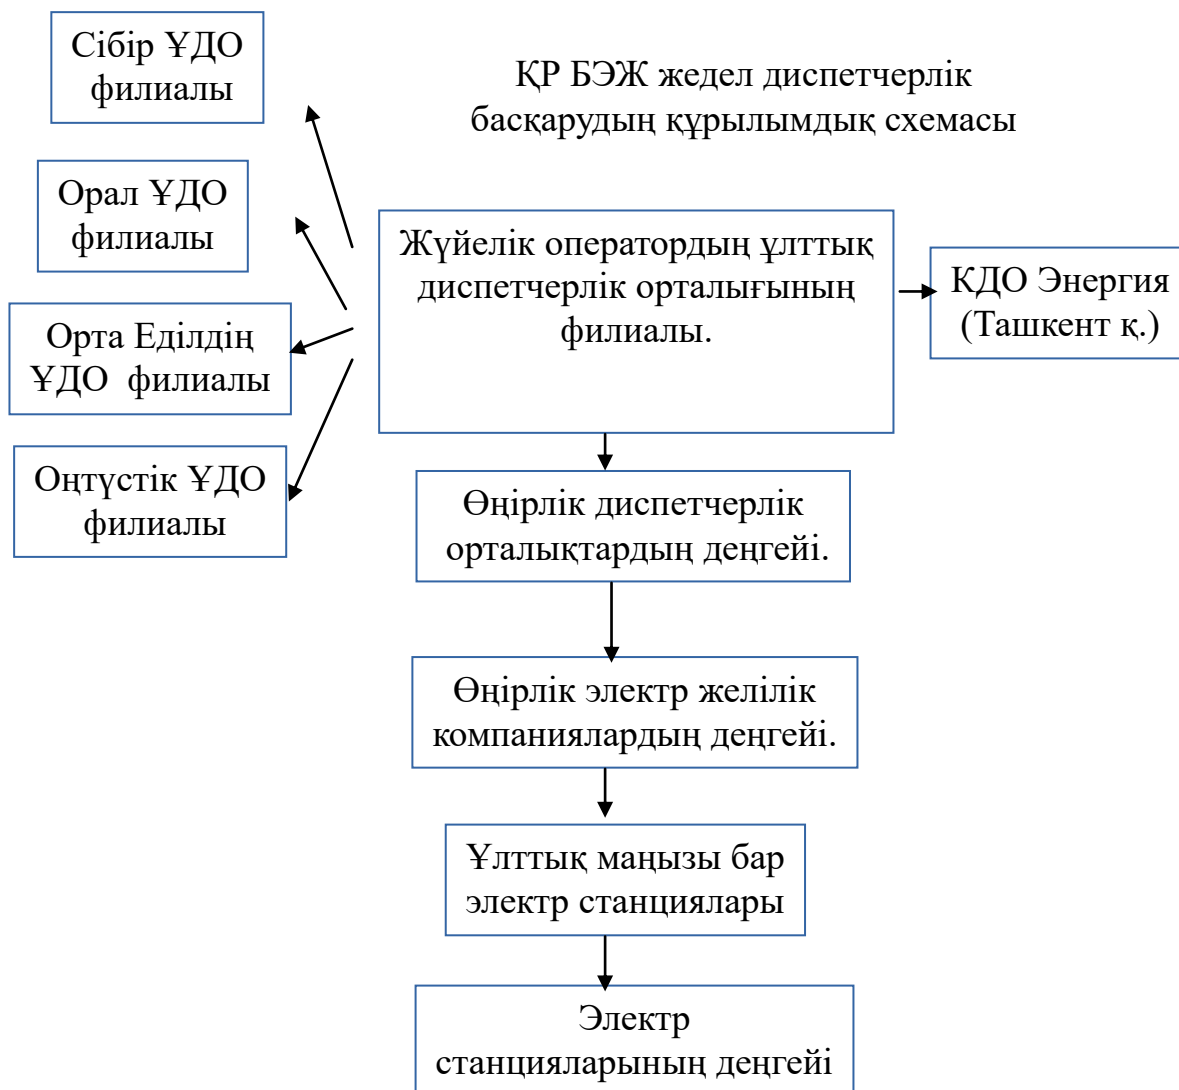 Сібір ҰДО
филиалы
ҚР БЭЖ жедел диспетчерлік
басқарудың құрылымдық схемасы
Орал ҰДО
филиалы
Жүйелік оператордың ұлттық
диспетчерлік орталығының
филиалы.
КДО Энергия
(Ташкент қ.)
Орта Еділдің
ҰДО филиалы
Оңтүстік ҰДО
филиалы
Өңірлік диспетчерлік
орталықтардың деңгейі.
Өңірлік электр желілік
компаниялардың деңгейі.
Ұлттық маңызы бар
электр станциялары
Электр
станцияларының деңгейі